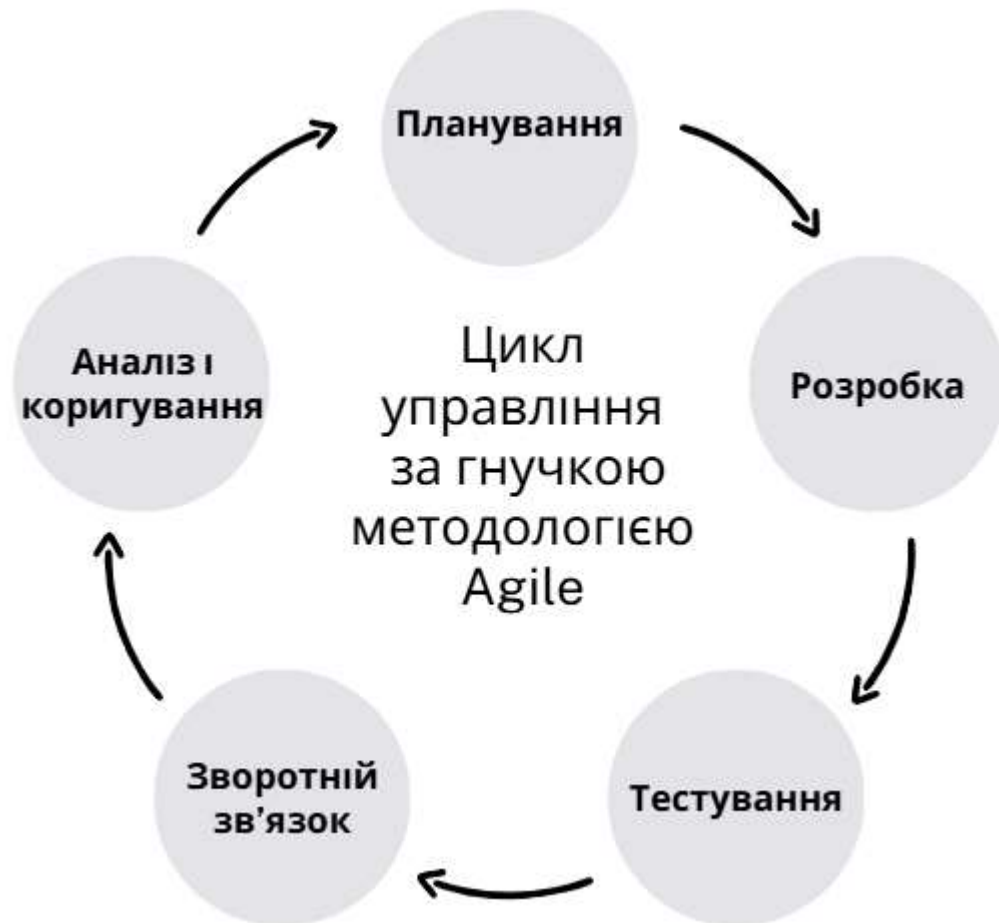 Планування
Розробка
Тестування
Зворотній
зв’язок
Аналіз і
коригування
Цикл
управління
за гнучкою
методологією
Agile